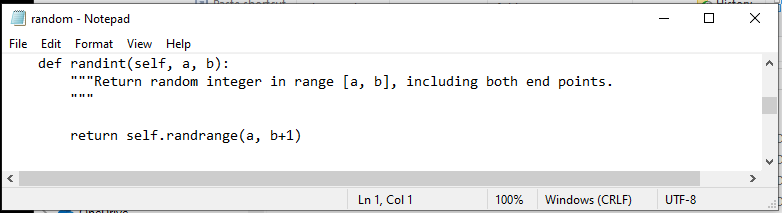 random - Notepad
File Edit Format View Help
    def randint(self, a, b):
        """Return random integer in range [a, b], including both end points.
        """
        return self.randrange(a, b+1)
Ln 1, Col 1 100% Windows (CRLF) UTF-8
OneDrive